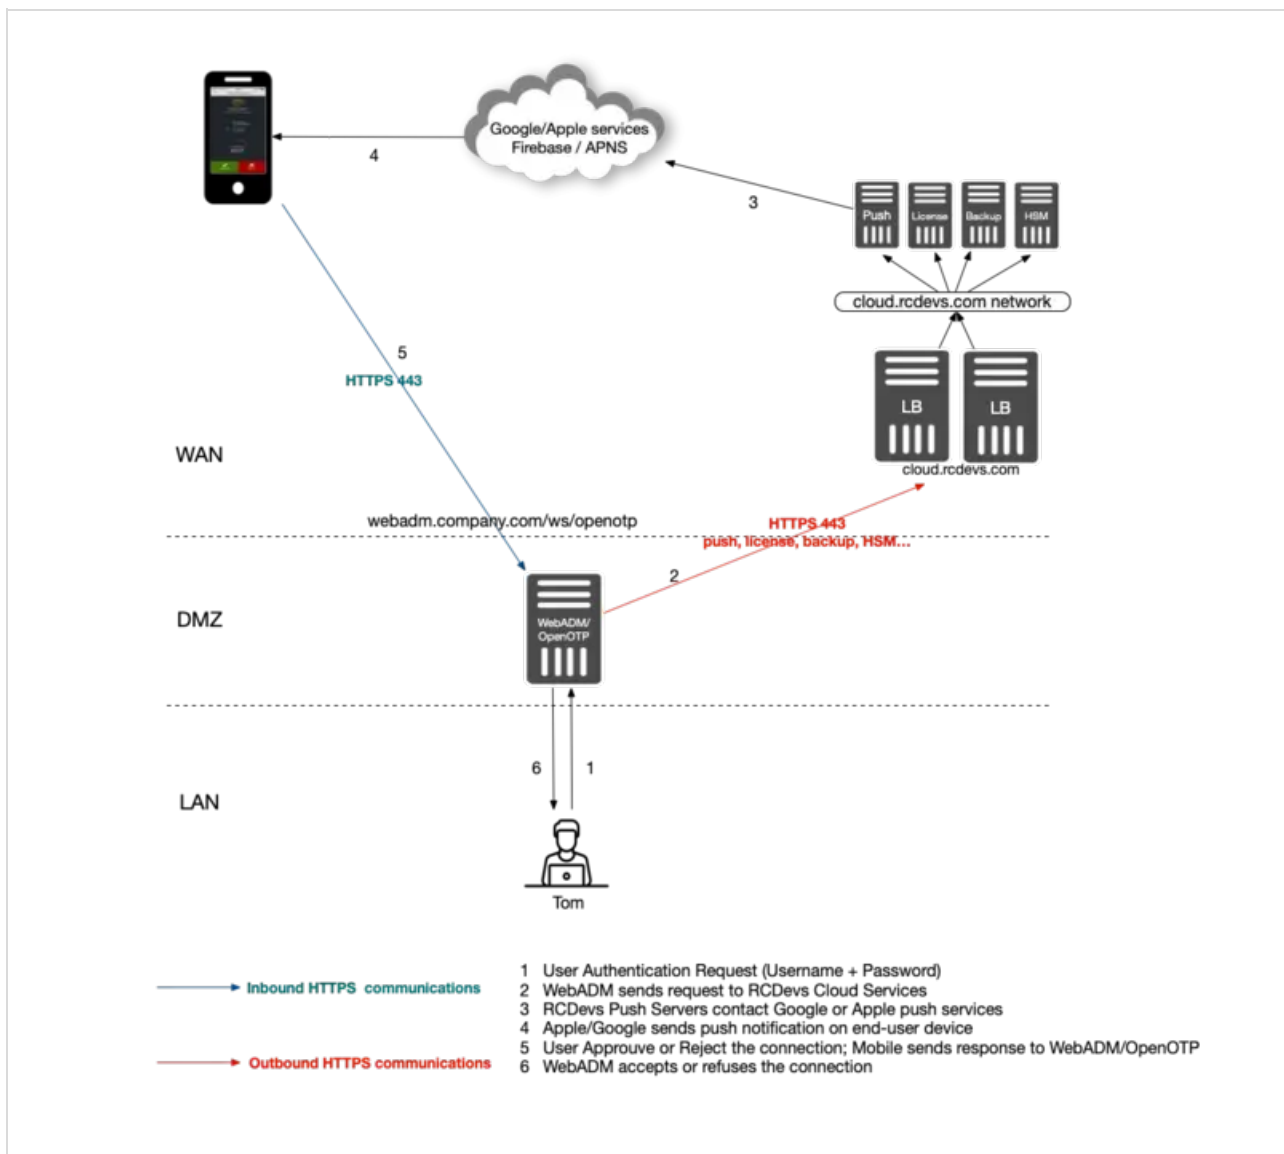 Google/Apple services
Firebase / APNS
4
3
Push
License
Backup
HSM
cloud.rcdevs.com network
5
HTTPS 443
LB
LB
cloud.rcdevs.com
WAN
webadm.company.com/ws/openotp
HTTPS 443
push, license, backup, HSM...
2
DMZ
WebADM/
OpenOTP
6
1
LAN
Tom
Inbound HTTPS communications
Outbound HTTPS communications
1 User Authentication Request (Username + Password)
2 WebADM sends request to RCDevs Cloud Services
3 RCDevs Push Servers contact Google or Apple push services
4 Apple/Google sends push notification on end-user device
5 User Approuve or Reject the connection; Mobile sends response to WebADM/OpenOTP
6 WebADM accepts or refuses the connection